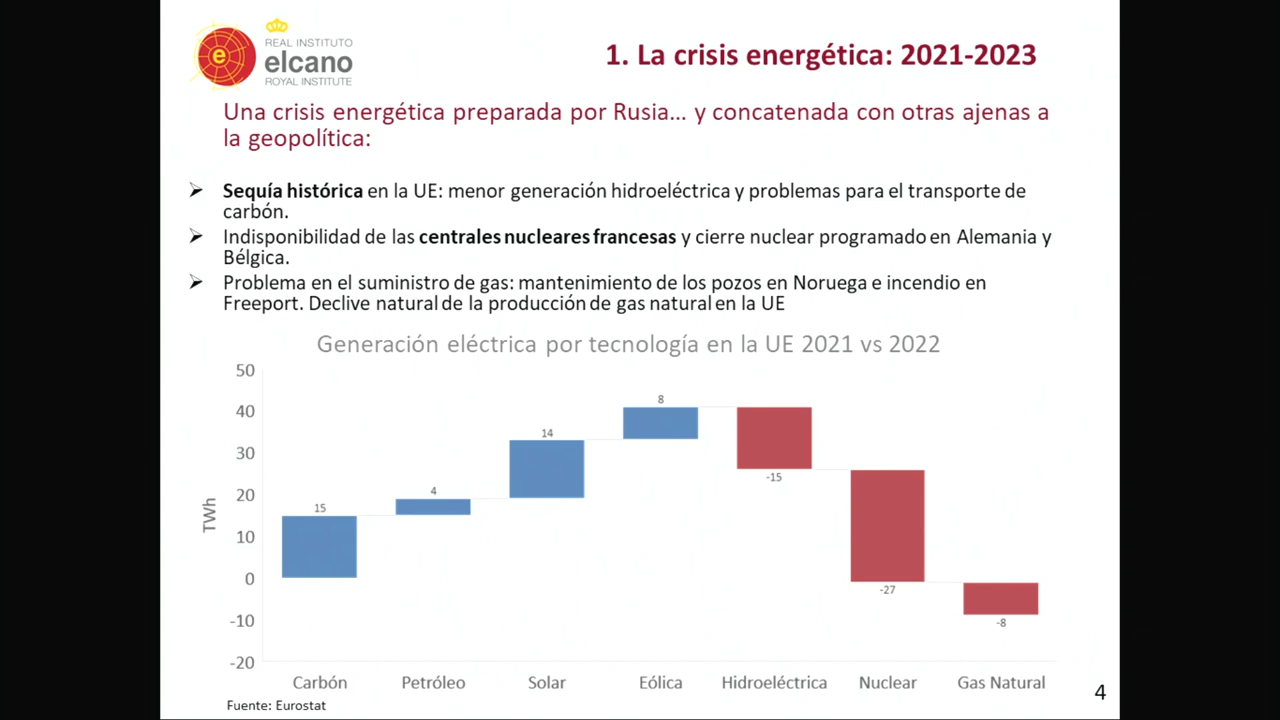 REAL INSTITUTO
elcano
ROYAL INSTITUTE
e
1. La crisis energética: 2021-2023
Una crisis energética preparada por Rusia... y concatenada con otras ajenas a
la geopolítica:
Sequía histórica en la UE: menor generación hidroeléctrica y problemas para el transporte de
carbón.
Indisponibilidad de las centrales nucleares francesas y cierre nuclear programado en Alemania y
Bélgica.
Problema en el suministro de gas: mantenimiento de los pozos en Noruega e incendio en
Freeport. Declive natural de la producción de gas natural en la UE
Generación eléctrica por tecnología en la UE 2021 vs 2022
TWh
50
40
30
20
10
0
-10
-20
15
4
14
8
-15
-27
-8
Carbón
Petróleo
Solar
Eólica
Hidroeléctrica
Nuclear
Gas Natural
Fuente: Eurostat
4